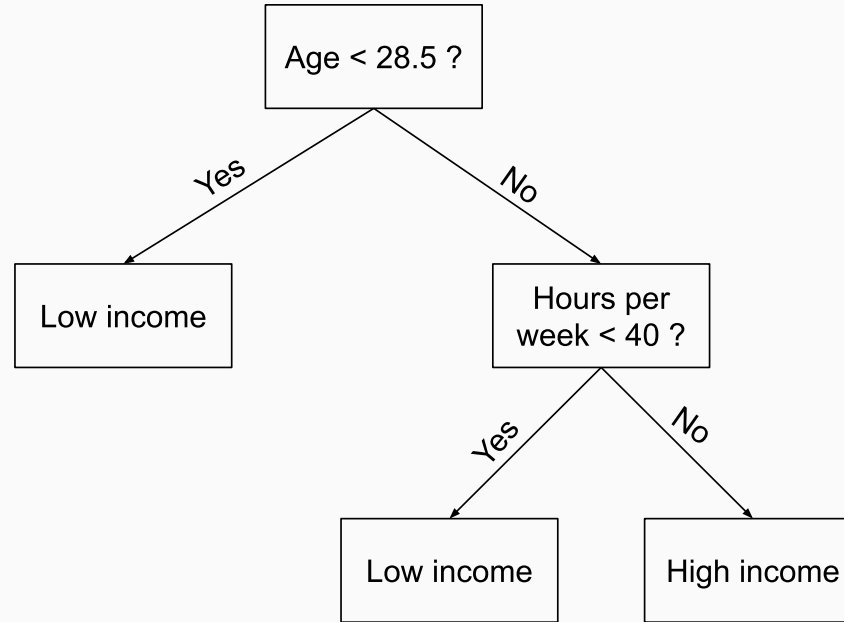 Age < 28.5 ?
Yes
No
Low income
Hours per
week < 40 ?
Yes
No
Low income
High income